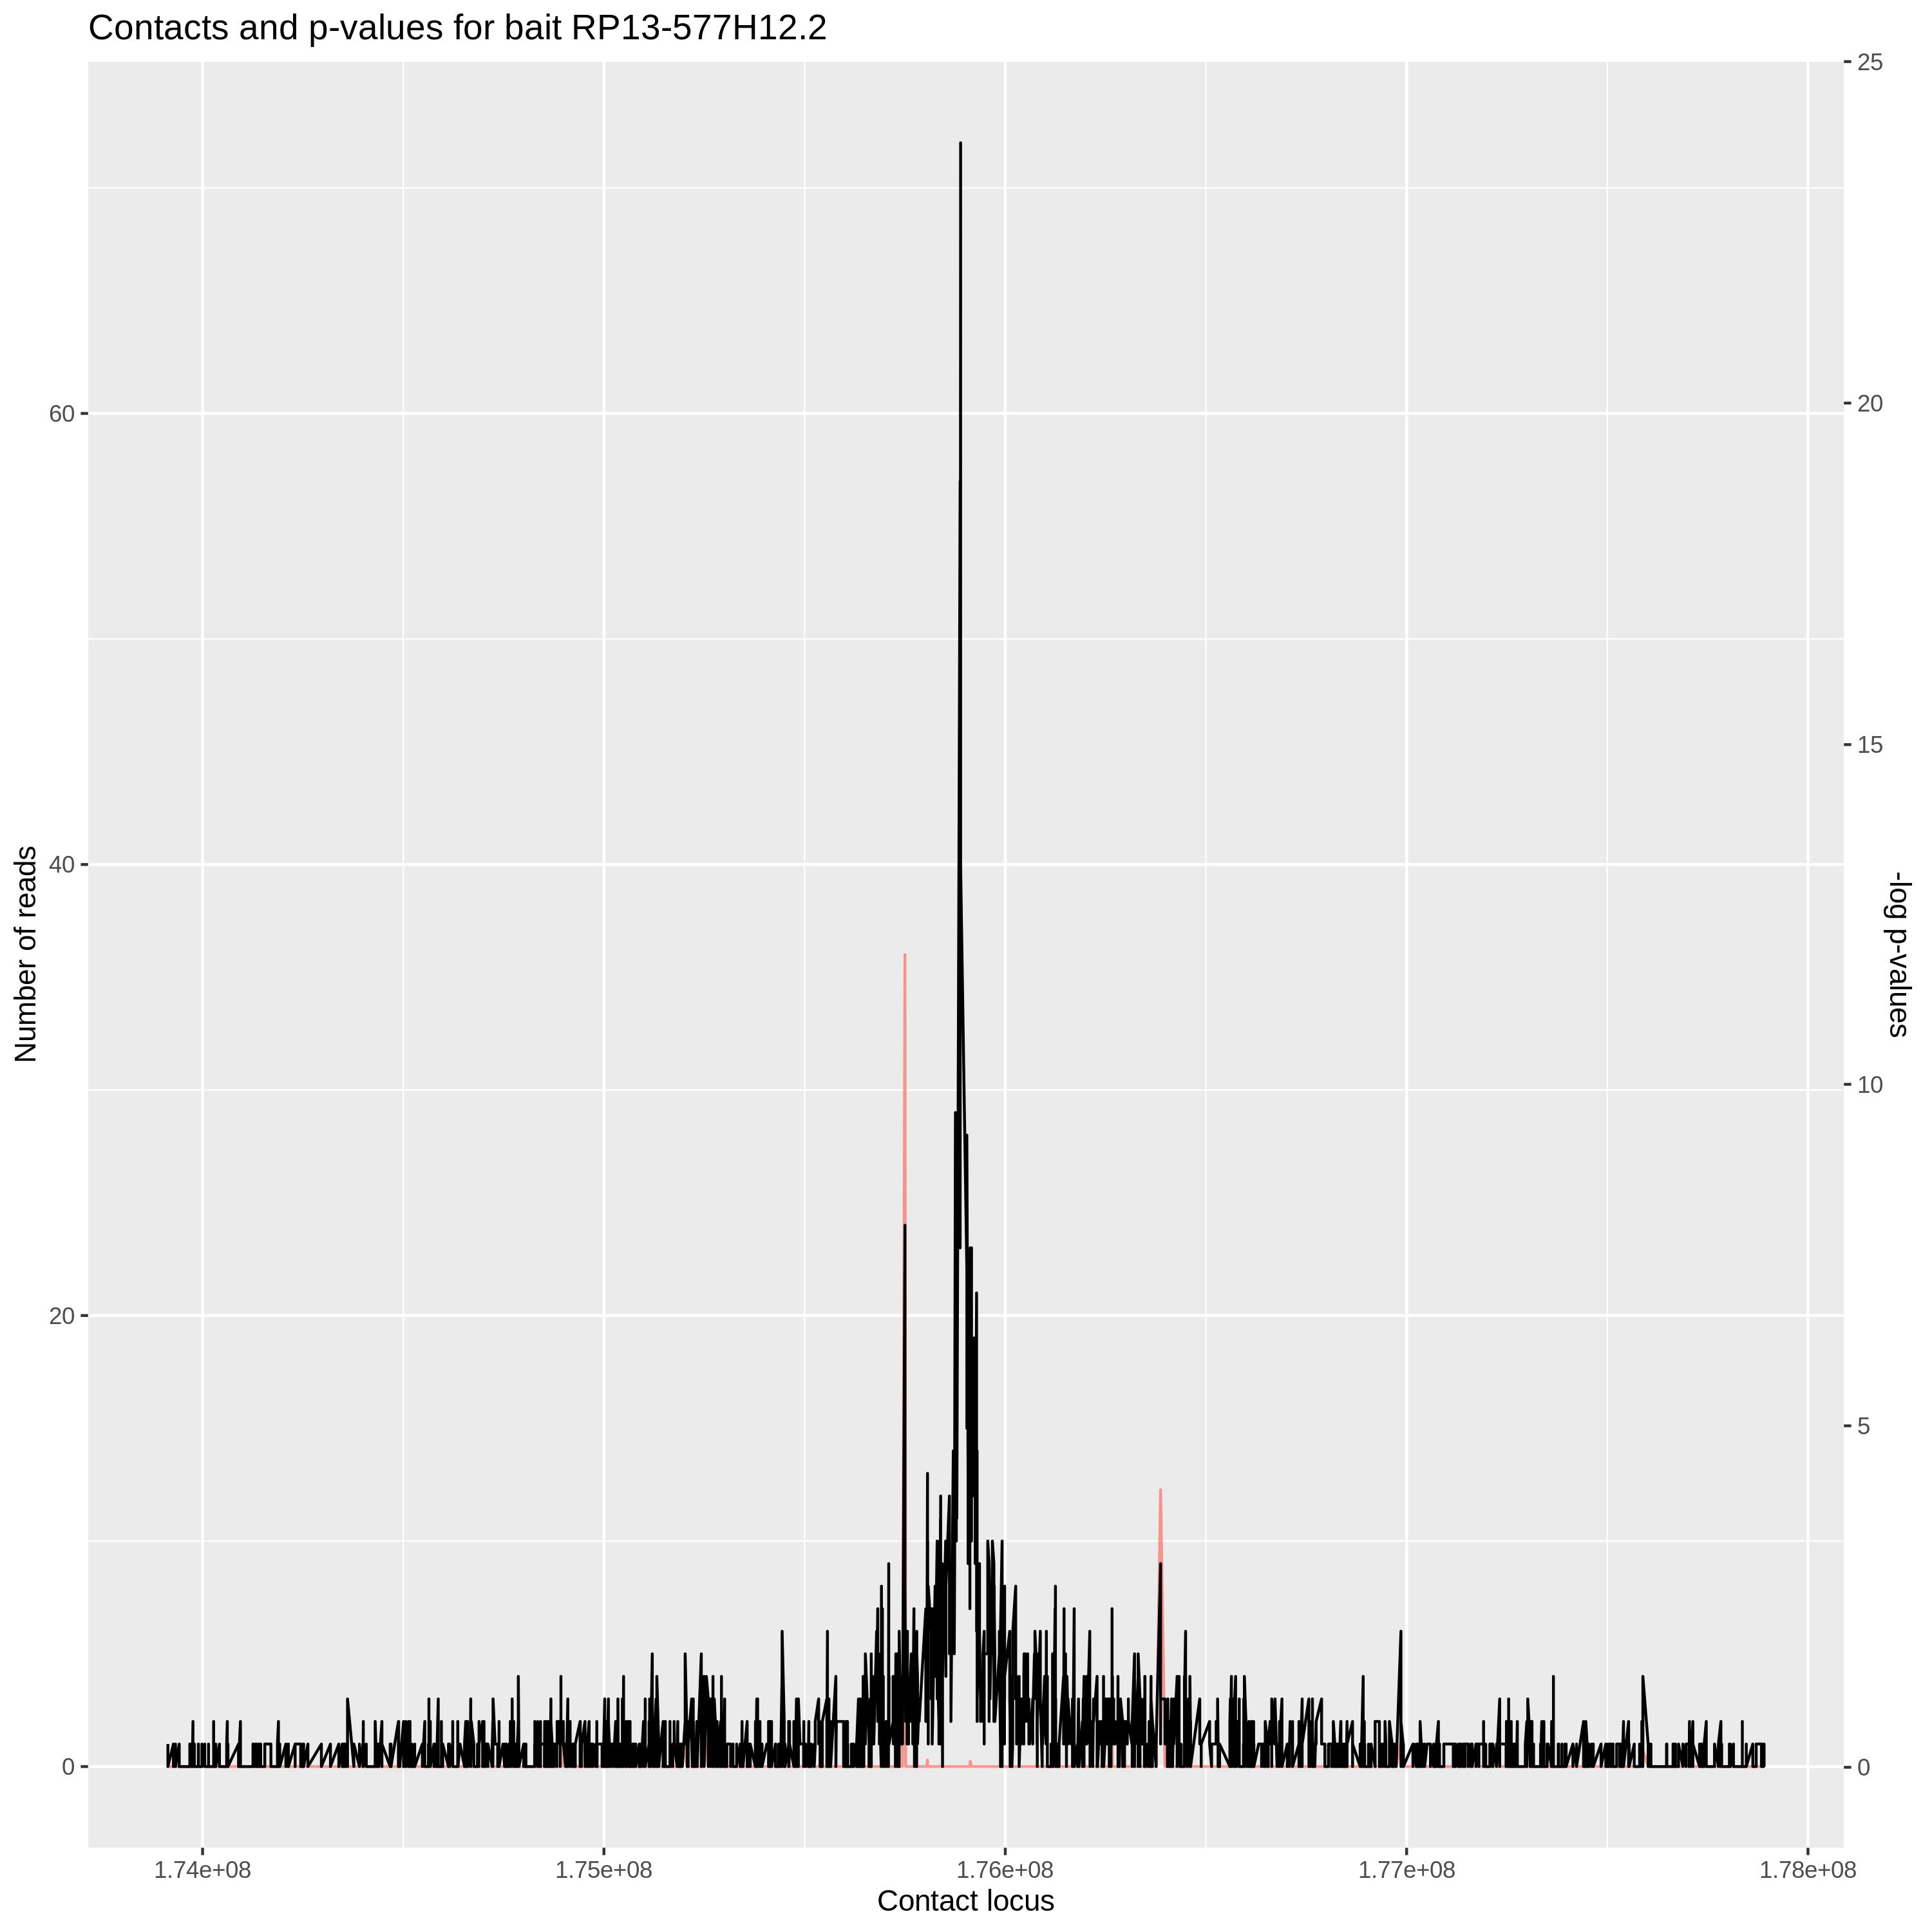 Contacts and p-values for bait RP13-577H12.2
25
20
15
10
5
0
60
40
20
0
Number of reads
-log p-values
1.74e+08
1.75e+08
1.76e+08
1.77e+08
1.78e+08
Contact locus